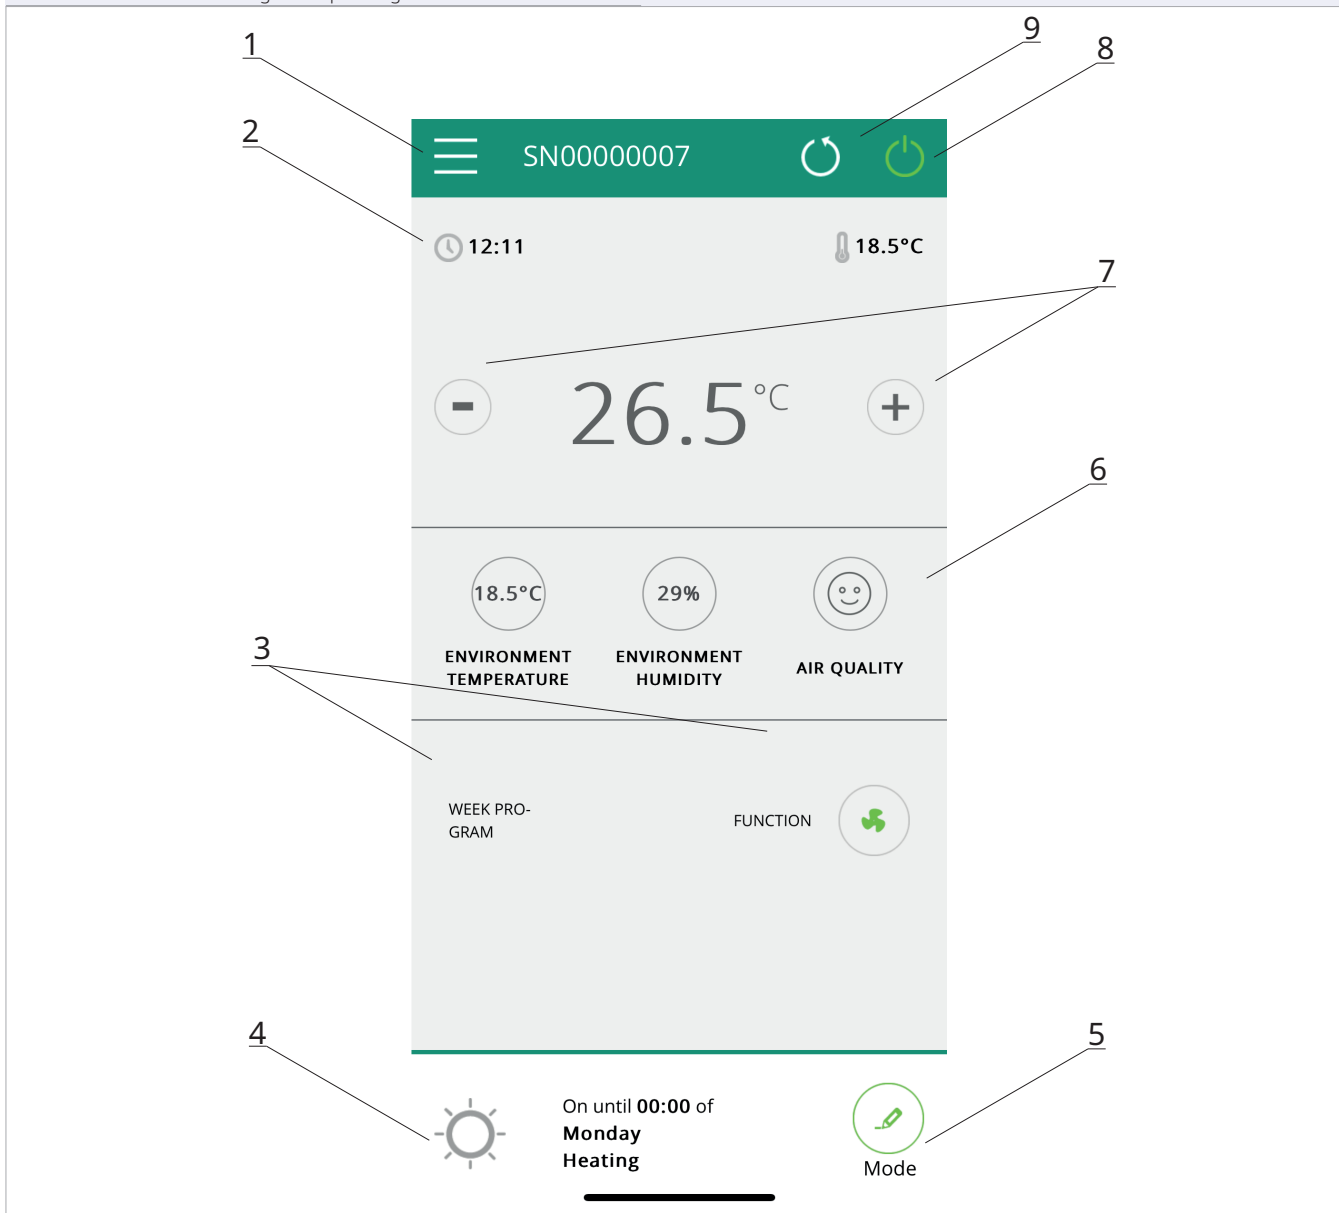 1
9
8
2
SN00000007
12:11
18.5°C
7
- 26.5°C +
6
18.5°C
29%
3
ENVIRONMENT
TEMPERATURE
ENVIRONMENT
HUMIDITY
AIR QUALITY
WEEK PRO-
GRAM
FUNCTION
4
5
On until 00:00 of
Monday
Heating
Mode